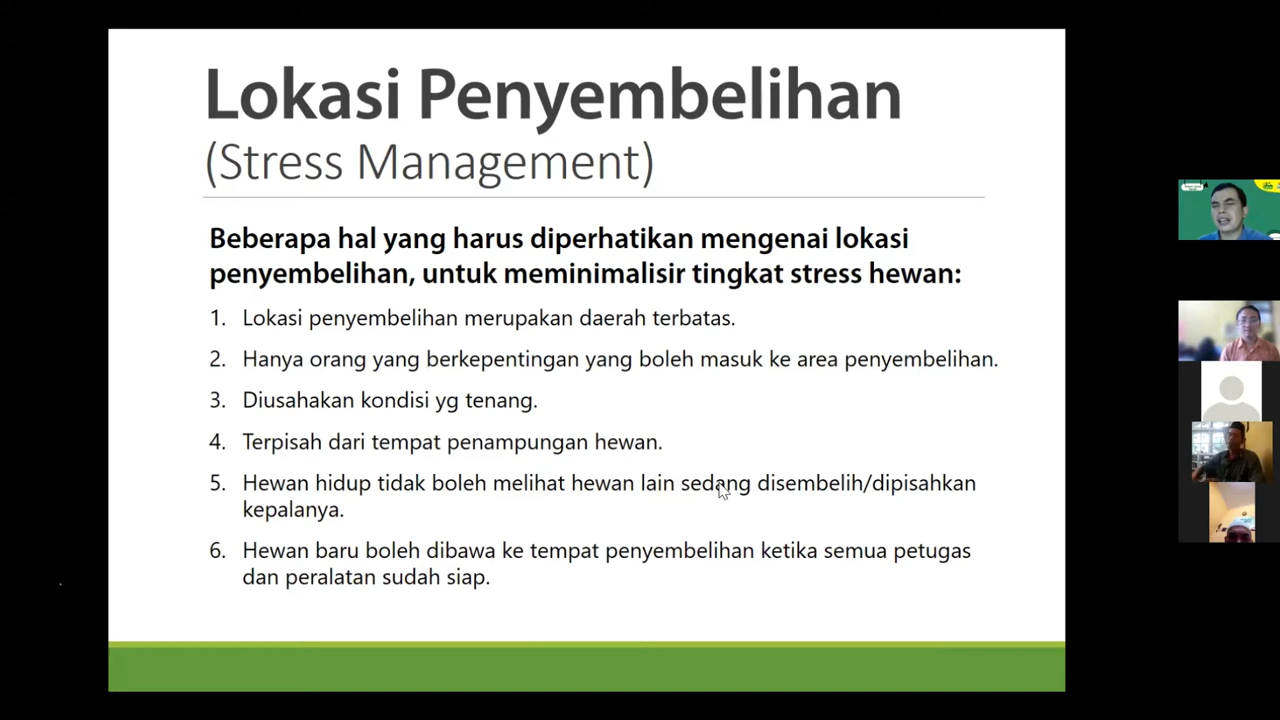 Lokasi Penyembelihan
(Stress Management)
Beberapa hal yang harus diperhatikan mengenai lokasi
penyembelihan, untuk meminimalisir tingkat stress hewan:
1. Lokasi penyembelihan merupakan daerah terbatas.
2. Hanya orang yang berkepentingan yang boleh masuk ke area penyembelihan.
3. Diusahakan kondisi yg tenang.
4. Terpisah dari tempat penampungan hewan.
5. Hewan hidup tidak boleh melihat hewan lain sedang disembelih/dipisahkan
kepalanya.
6. Hewan baru boleh dibawa ke tempat penyembelihan ketika semua petugas
dan peralatan sudah siap.